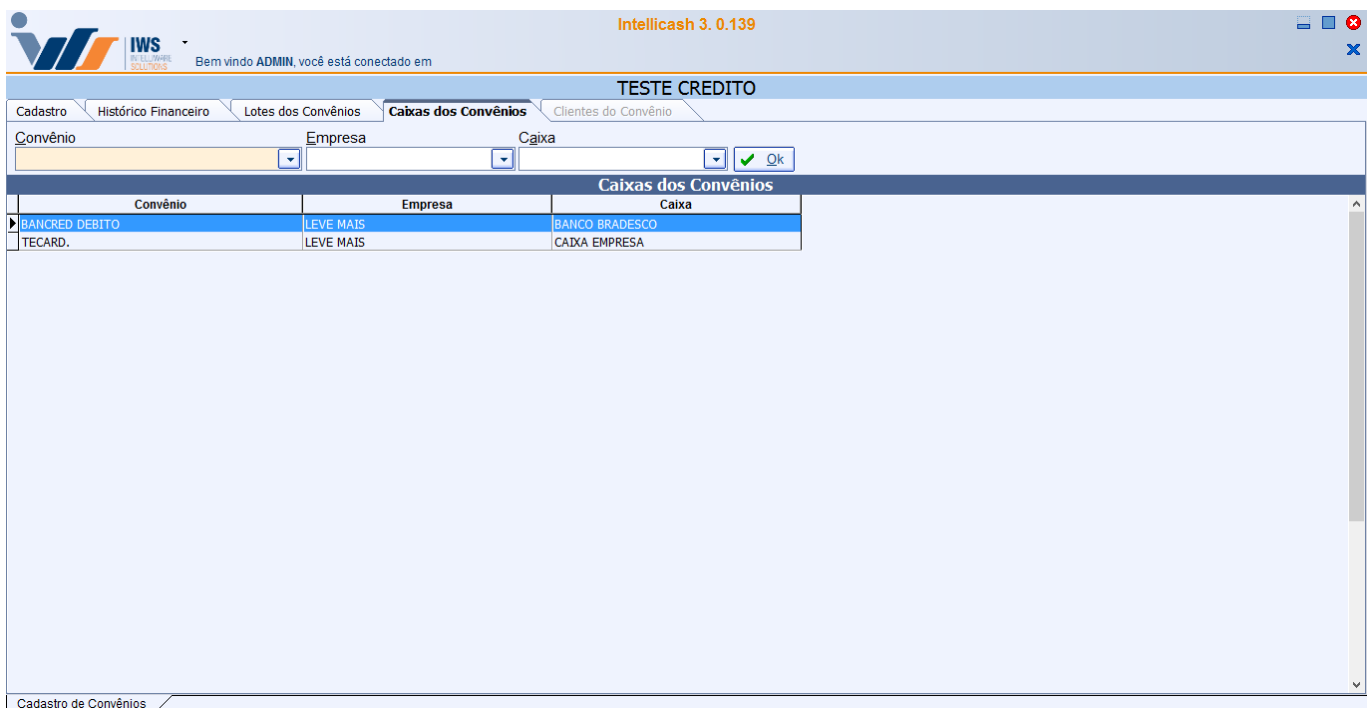 Intellicash 3. 0.139
IWS
INTELLIWARE
SOLUTIONS
Bem vindo ADMIN, você está conectado em
TESTE CREDITO
Cadastro Histórico Financeiro Lotes dos Convênios Caixas dos Convênios Clientes do Convênio
Convênio Empresa Caixa
Ok
Caixas dos Convênios
Convênio Empresa Caixa
BANCRED DEBITO LEVE MAIS BANCO BRADESCO
TECARD. LEVE MAIS CAIXA EMPRESA
Cadastro de Convênios